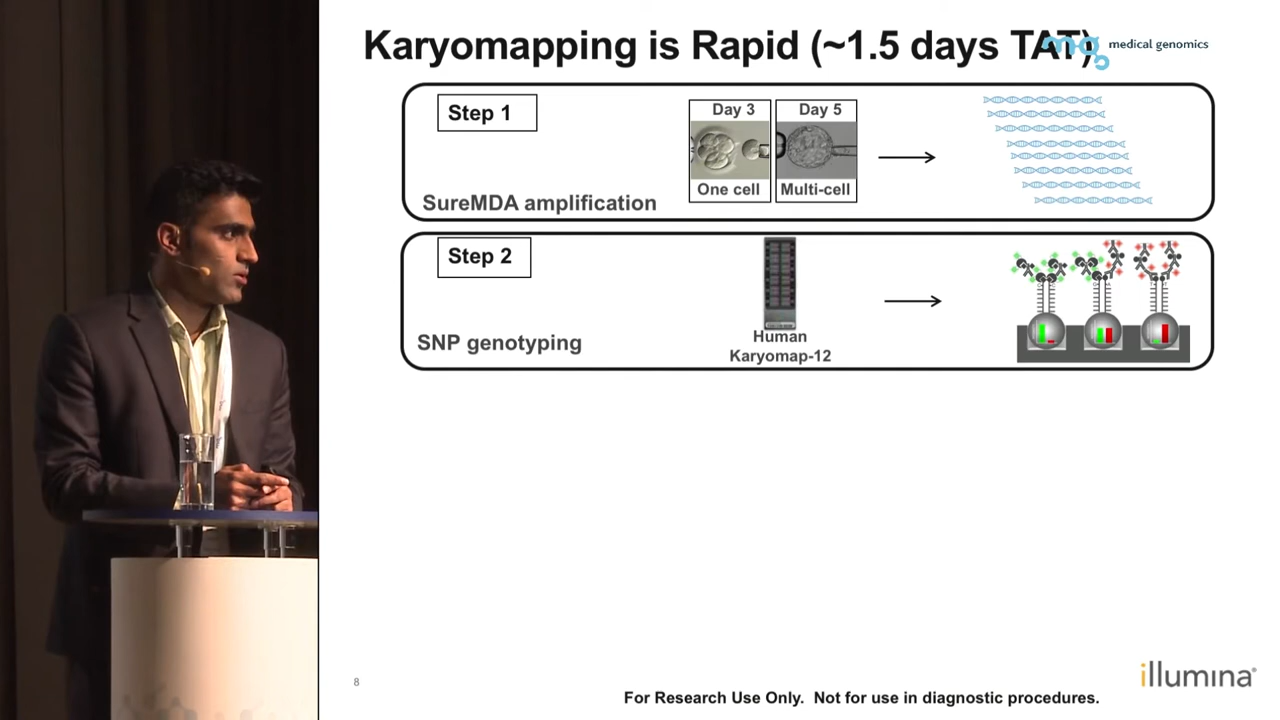 Karyomapping is Rapid (~1.5 days TAT)
mg medical genomics
Step 1
Day 3
Day 5
One cell
Multi-cell
SureMDA amplification
Step 2
Human
Karyomap-12
SNP genotyping
8
For Research Use Only. Not for use in diagnostic procedures.
illumina®